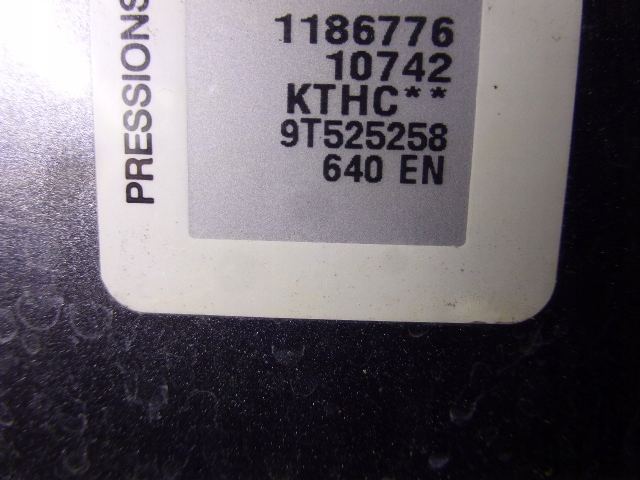 PRESSIONS
1186776
10742
KTHC**
9T525258
640 EN